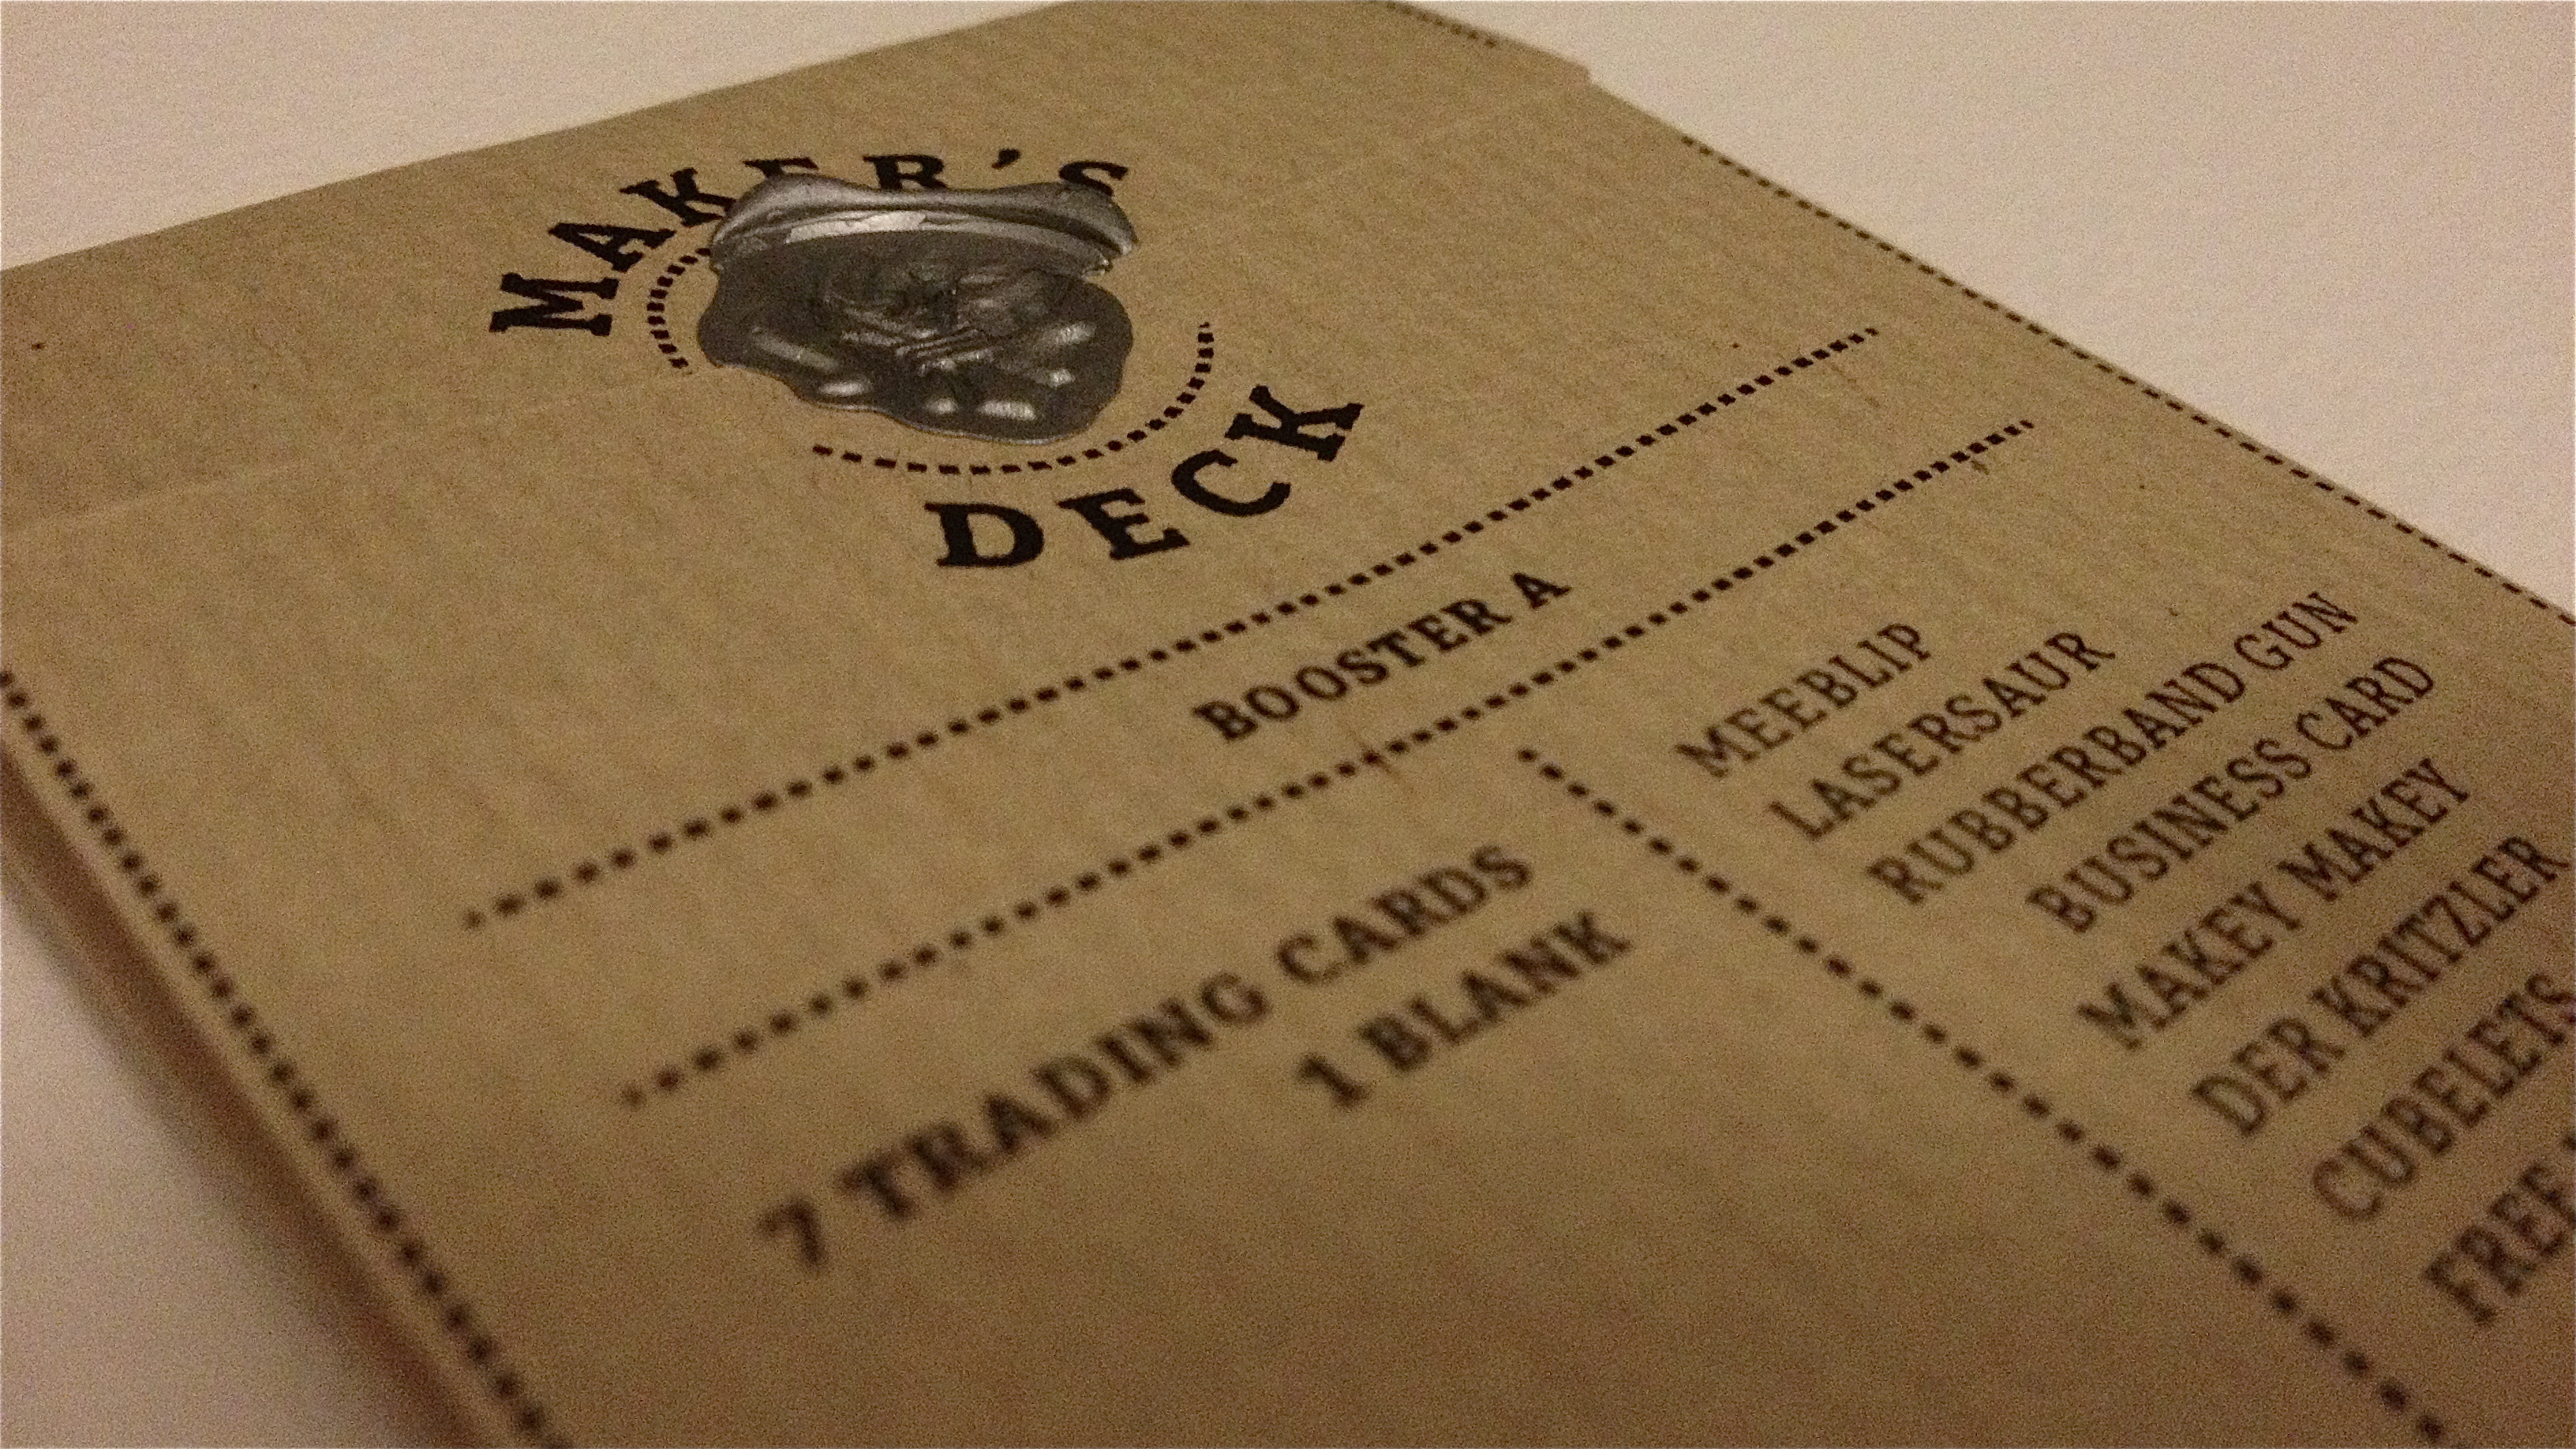 MAKER'S
DECK
BOOSTER A
7 TRADING CARDS
1 BLANK
MEEBLIP
LASERSAUR
RUBBERBAND GUN
BUSINESS CARD
MAKEY MAKEY
DER KRITZLER
CUBELETS
FREE